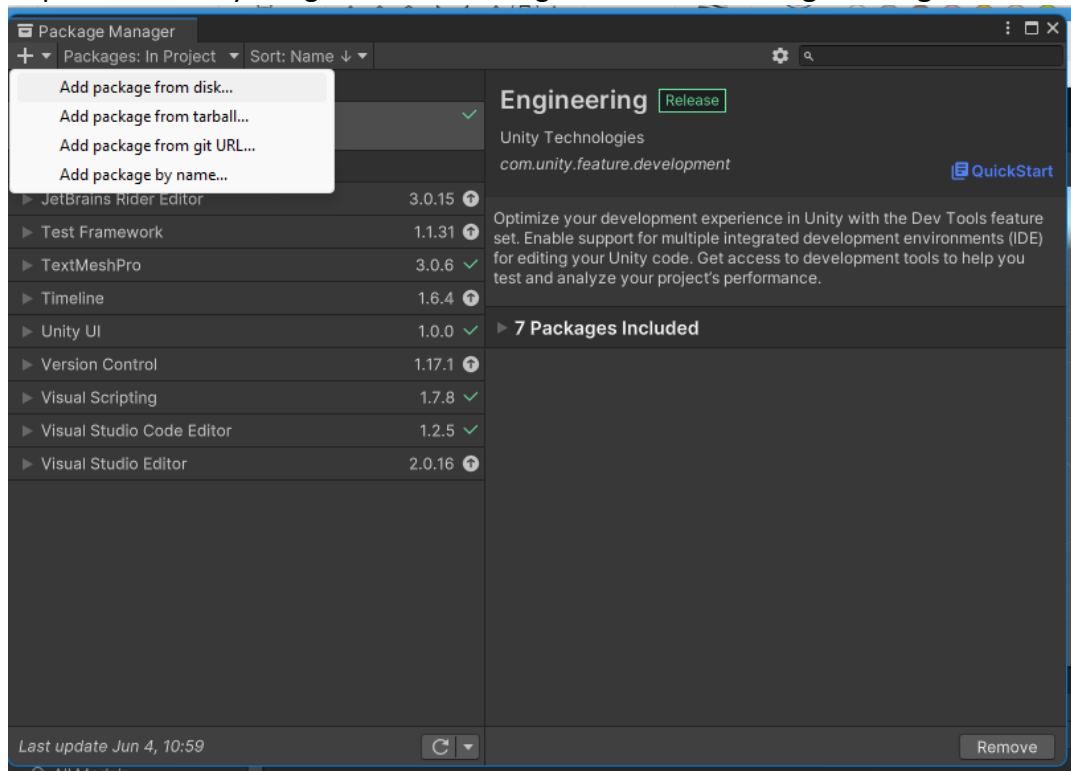 Package Manager
+ Packages: In Project Sort: Name ↓
Add package from disk...
Add package from tarball...
Add package from git URL...
Add package by name...
JetBrains Rider Editor 3.0.15
Test Framework 1.1.31
TextMeshPro 3.0.6
Timeline 1.6.4
Unity UI 1.0.0
Version Control 1.17.1
Visual Scripting 1.7.8
Visual Studio Code Editor 1.2.5
Visual Studio Editor 2.0.16
Last update Jun 4, 10:59
Engineering Release
Unity Technologies
com.unity.feature.development
QuickStart
Optimize your development experience in Unity with the Dev Tools feature
set. Enable support for multiple integrated development environments (IDE)
for editing your Unity code. Get access to development tools to help you
test and analyze your project's performance.
7 Packages Included
Remove